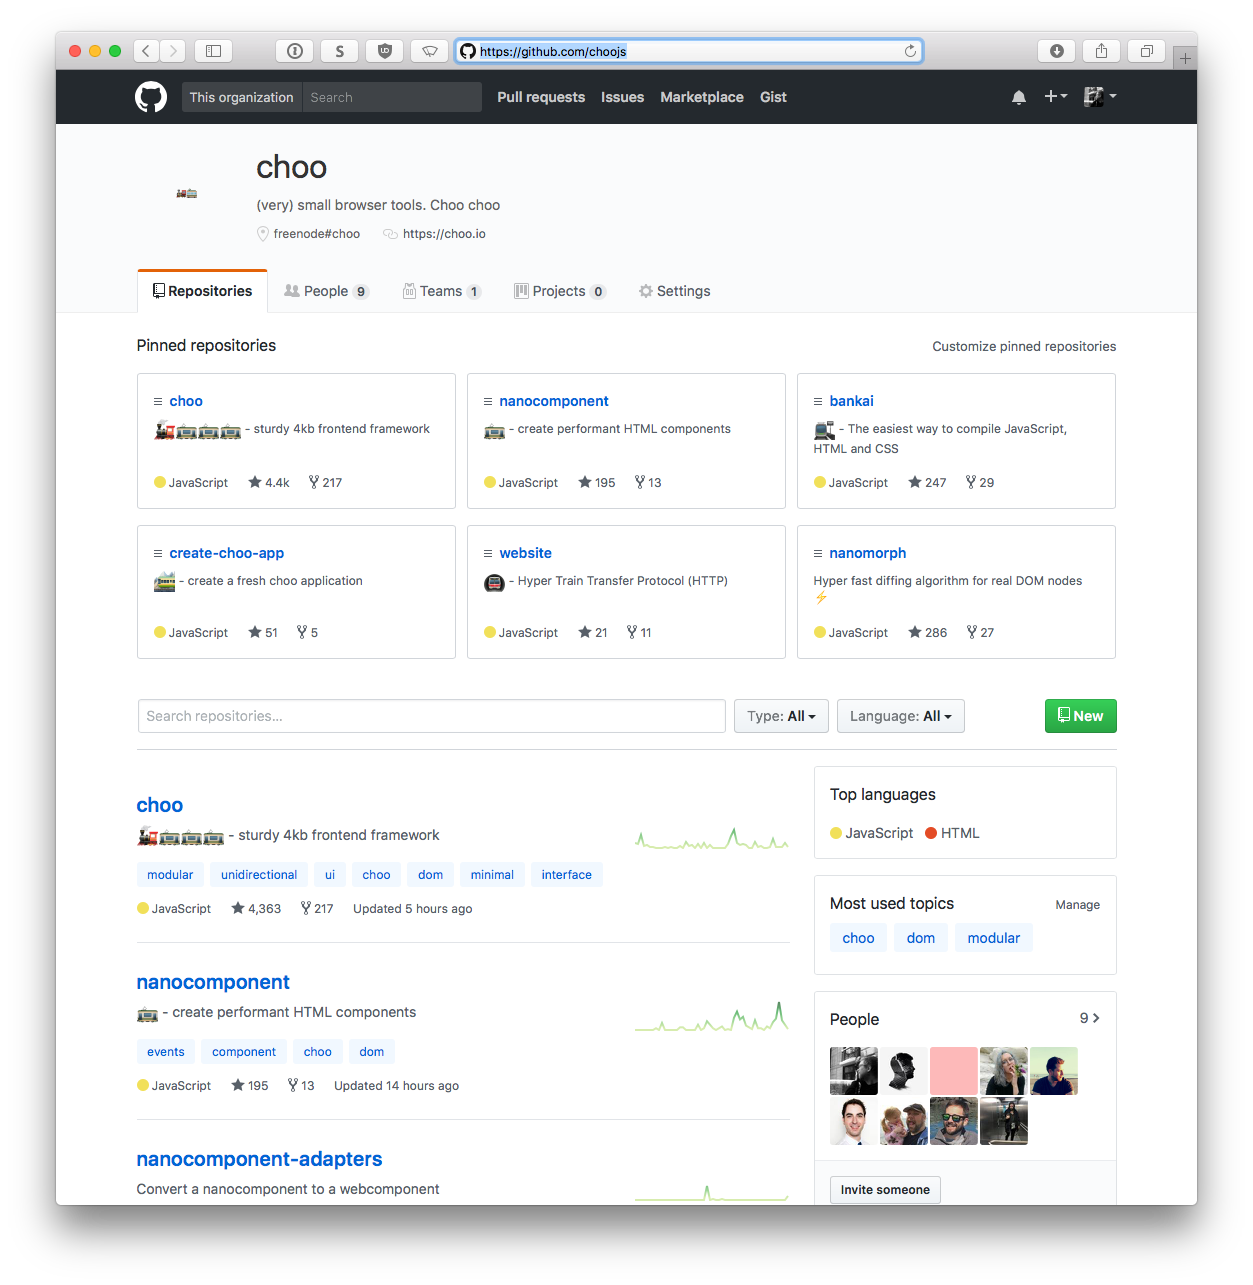 https://github.com/choojs
This organization Search Pull requests Issues Marketplace Gist
choo
(very) small browser tools. Choo choo
freenode#choo https://choo.io
Repositories People 9 Teams 1 Projects 0 Settings
Pinned repositories Customize pinned repositories
choo
- sturdy 4kb frontend framework
JavaScript 4.4k 217
nanocomponent
- create performant HTML components
JavaScript 195 13
bankai
- The easiest way to compile JavaScript,
HTML and CSS
JavaScript 247 29
create-choo-app
- create a fresh choo application
JavaScript 51 5
website
- Hyper Train Transfer Protocol (HTTP)
JavaScript 21 11
nanomorph
Hyper fast diffing algorithm for real DOM nodes
⚡
JavaScript 286 27
Search repositories... Type: All Language: All New
choo
- sturdy 4kb frontend framework
modular unidirectional ui choo dom minimal interface
JavaScript 4,363 217 Updated 5 hours ago
nanocomponent
- create performant HTML components
events component choo dom
JavaScript 195 13 Updated 14 hours ago
nanocomponent-adapters
Convert a nanocomponent to a webcomponent
Top languages
JavaScript HTML
Most used topics Manage
choo dom modular
People 9
Invite someone